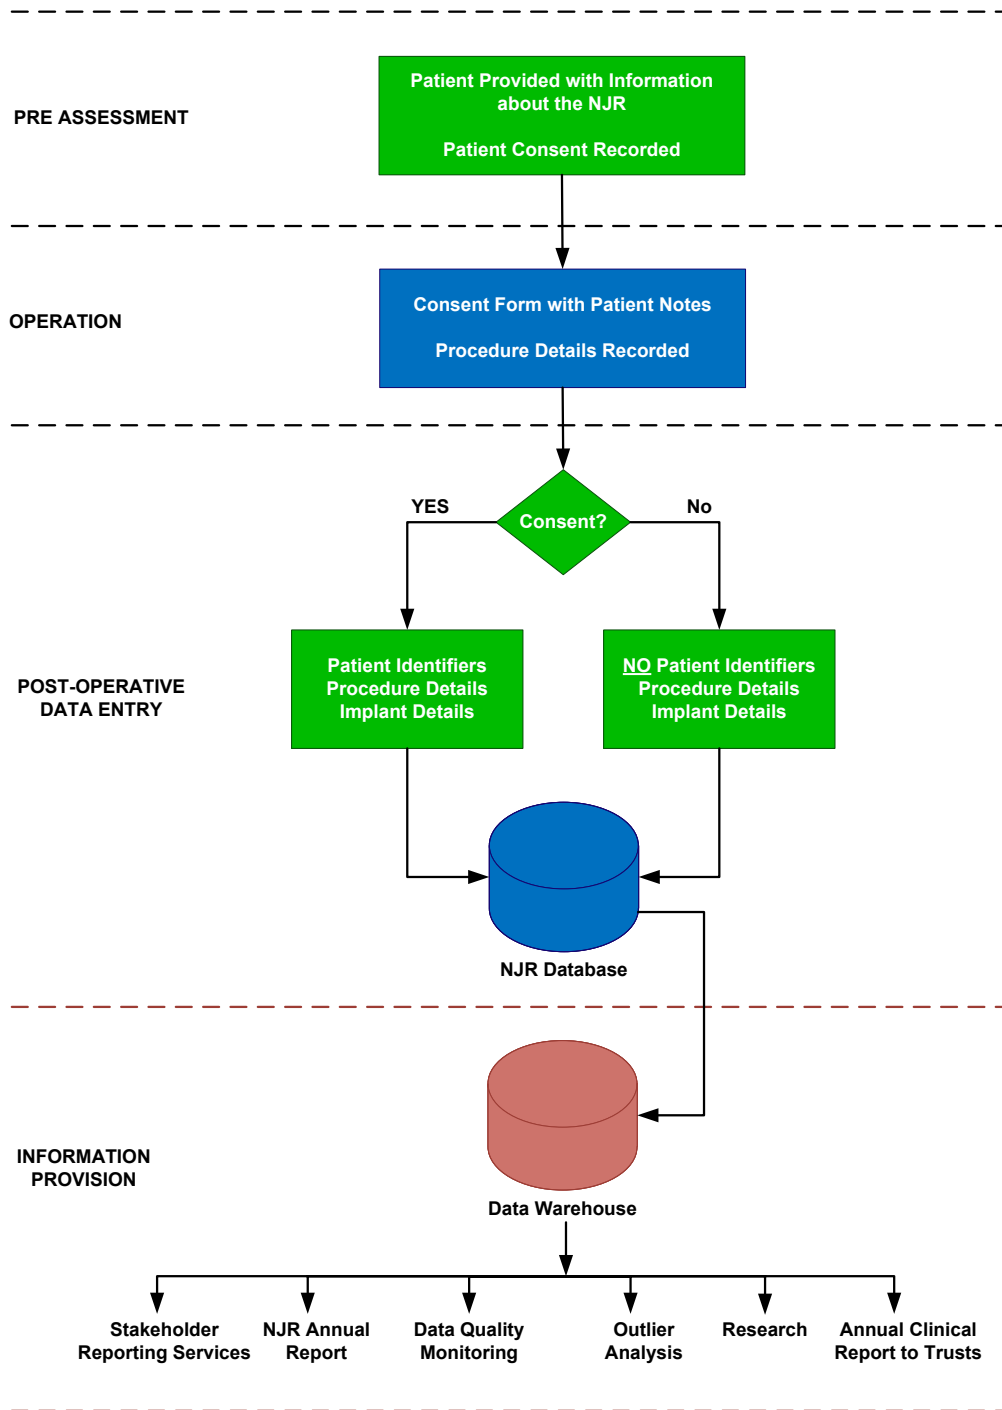 PRE ASSESSMENT
Patient Provided with Information
about the NJR
Patient Consent Recorded
OPERATION
Consent Form with Patient Notes
Procedure Details Recorded
YES
No
Consent?
POST-OPERATIVE
DATA ENTRY
Patient Identifiers
Procedure Details
Implant Details
NO Patient Identifiers
Procedure Details
Implant Details
NJR Database
INFORMATION
PROVISION
Data Warehouse
Stakeholder
Reporting Services
NJR Annual
Report
Data Quality
Monitoring
Outlier
Analysis
Research
Annual Clinical
Report to Trusts